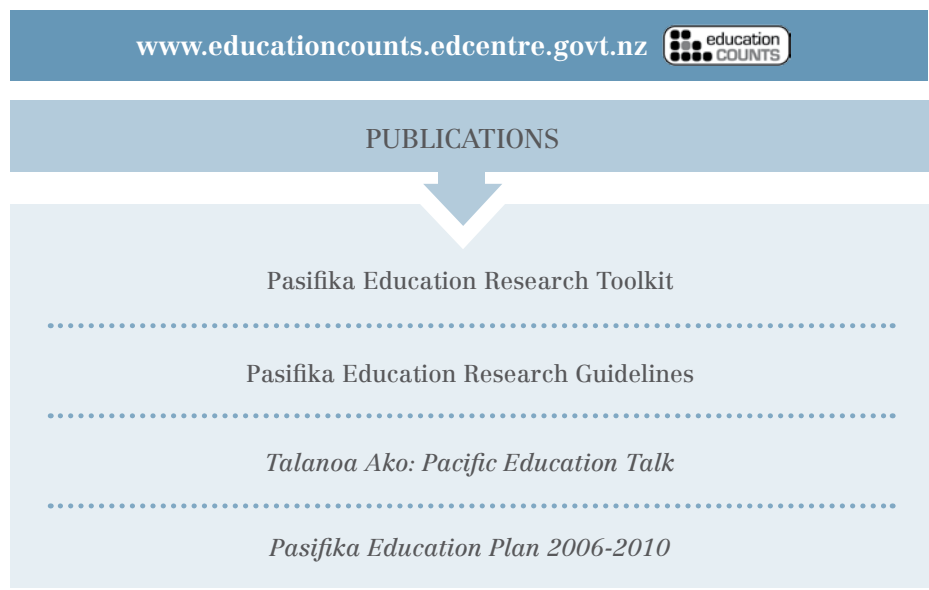 www.educationcounts.edcentre.govt.nz
education
COUNTS
PUBLICATIONS
Pasifika Education Research Toolkit
Pasifika Education Research Guidelines
Talanoa Ako: Pacific Education Talk
Pasifika Education Plan 2006-2010